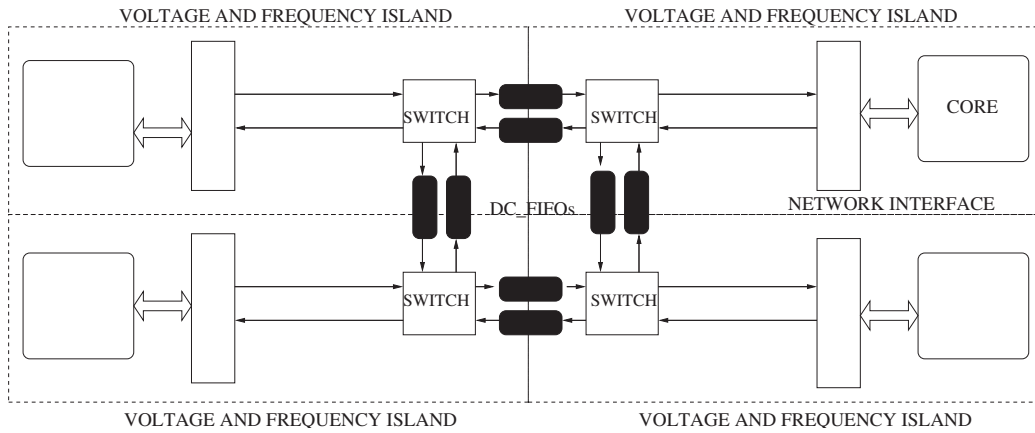 VOLTAGE AND FREQUENCY ISLAND
VOLTAGE AND FREQUENCY ISLAND
SWITCH
SWITCH
CORE
DC_FIFOs
NETWORK INTERFACE
SWITCH
SWITCH
VOLTAGE AND FREQUENCY ISLAND
VOLTAGE AND FREQUENCY ISLAND